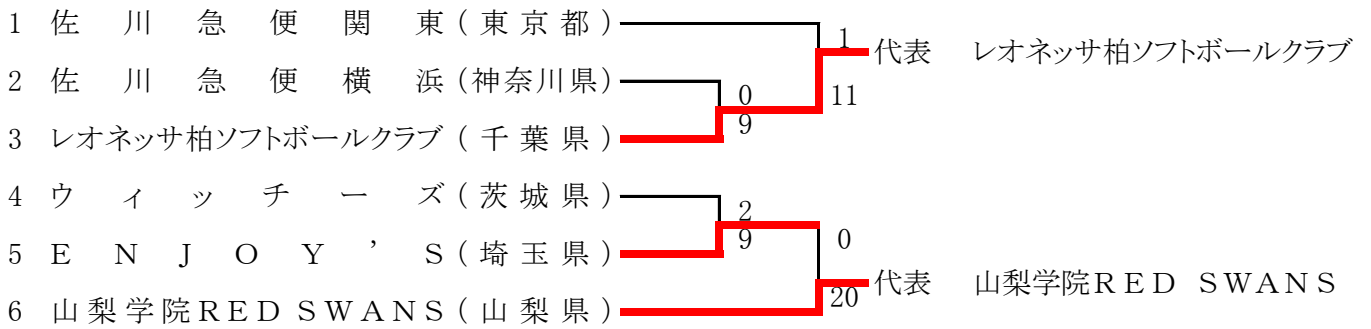 1 佐川急便関東(東京都)
1 代表 レオネッサ柏ソフトボールクラブ
2 佐川急便横浜(神奈川県)
0 11
9
3 レオネッサ柏ソフトボールクラブ(千葉県)
4 ウィッチーズ(茨城県)
2
9 0
5 ENJOY’S(埼玉県)
代表 山梨学院RED SWANS
20
6 山梨学院RED SWANS(山梨県)